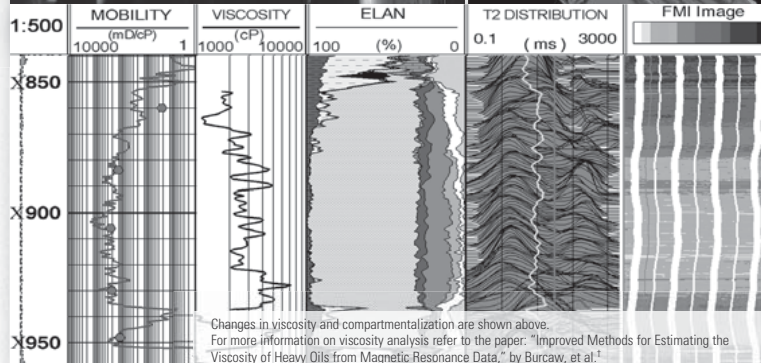 1:500
MOBILITY
(mD/cP)
10000 1
VISCOSITY
(cP)
1000 10000
ELAN
100 (%) 0
T2 DISTRIBUTION
0.1 (ms) 3000
FMI Image
X850
X900
X950
Changes in viscosity and compartmentalization are shown above.
For more information on viscosity analysis refer to the paper: "Improved Methods for Estimating the
Viscosity of Heavy Oils from Magnetic Resonance Data," by Burcaw, et al.‡